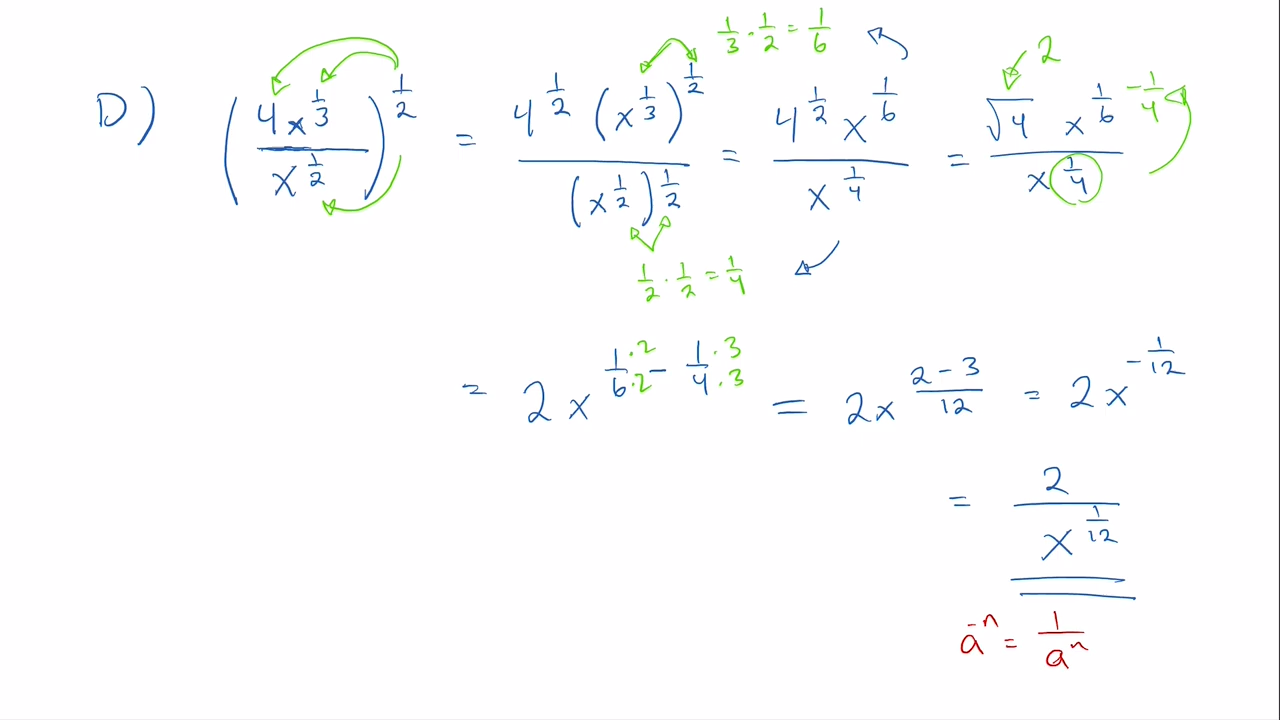 1/3 · 1/2 = 1/6
2
D) (4x^(1/3) / x^(1/2))^(1/2) = 4^(1/2) (x^(1/3))^(1/2) / (x^(1/2))^(1/2) = 4^(1/2) x^(1/6) / x^(1/4) = √4 x^(1/6) / x^(1/4) -1/4
1/2 · 1/2 = 1/4
= 2x^(1·2/6·2 - 1·3/4·3) = 2x^((2-3)/12) = 2x^(-1/12)
= 2 / x^(1/12)
a^(-n) = 1/a^n